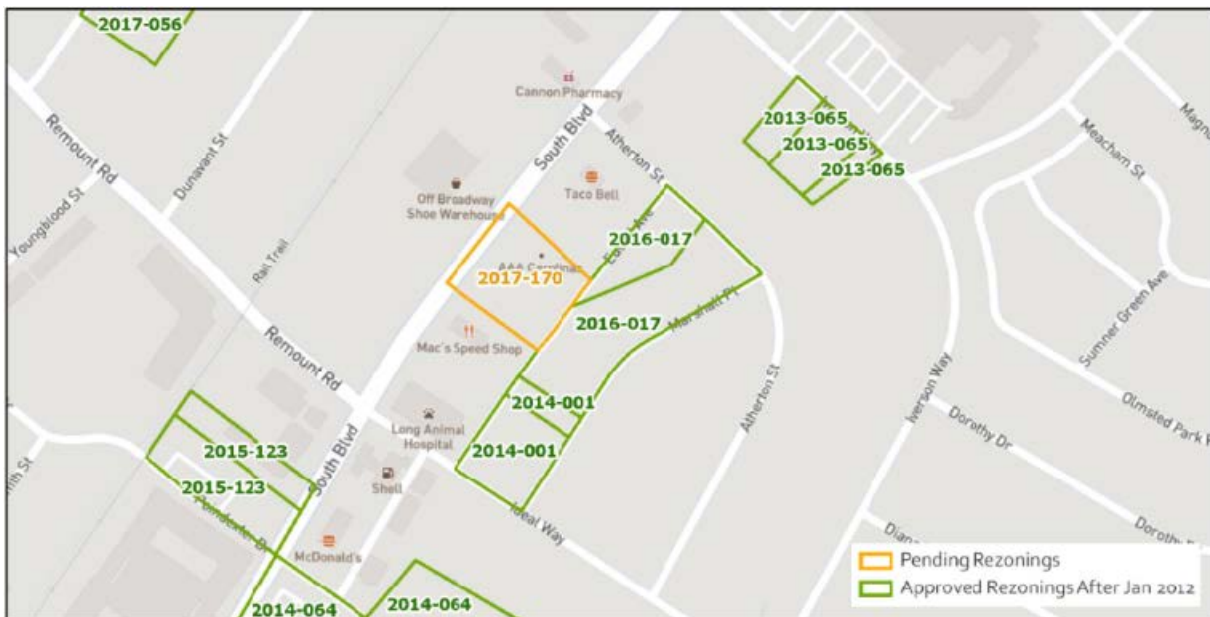 2017-056
Cannon Pharmacy
South Blvd
Atherton St
2013-065
2013-065
2013-065
Meacham St
Remount Rd
Dunavant St
Youngblood St
Rail Trail
Off Broadway
Shoe Warehouse
Taco Bell
2016-017
2017-170
2016-017
Marshall Pl
Mac's Speed Shop
Sumner Green Ave
Remount Rd
2014-001
Long Animal
Hospital
2014-001
Atherton St
Iverson Way
Dorothy Dr
Olmsted Park
2015-123
2015-123
South Blvd
Shell
Poindexter Dr
McDonald's
Ideal Way
Dorothy
2014-064
2014-064
Pending Rezonings
Approved Rezonings After Jan 2012